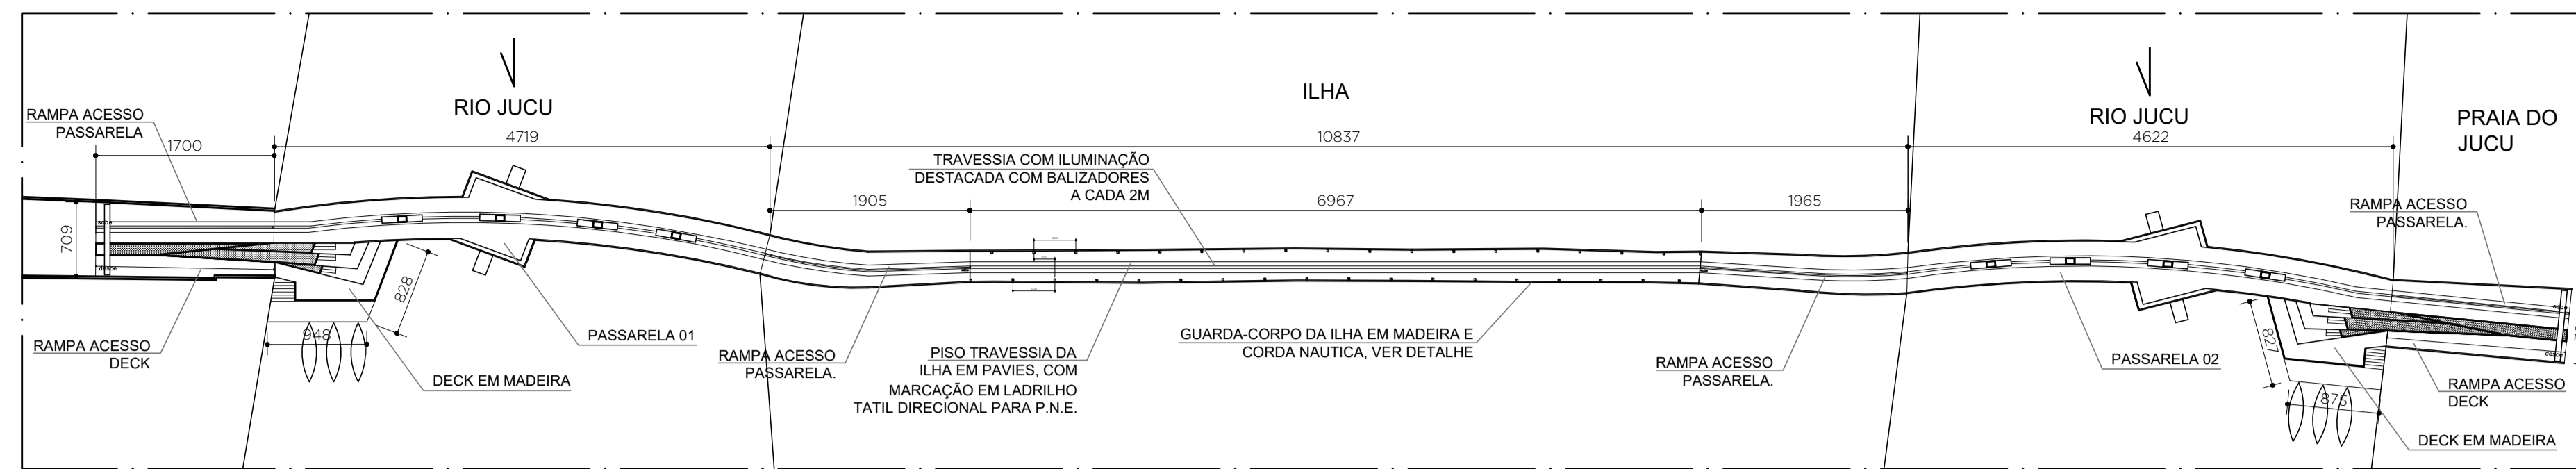 RAMPA ACESSO
PASSARELA
1700
RIO JUCU
4719
ILHA
10837
RIO JUCU
4622
PRAIA DO
JUCU
TRAVESSIA COM ILUMINAÇÃO
DESTACADA COM BALIZADORES
A CADA 2M
1905
6967
1965
RAMPA ACESSO
PASSARELA.
709
sobe
desce
828
948
RAMPA ACESSO
DECK
DECK EM MADEIRA
PASSARELA 01
RAMPA ACESSO
PASSARELA.
PISO TRAVESSIA DA
ILHA EM PAVIES, COM
MARCAÇÃO EM LADRILHO
TATIL DIRECIONAL PARA P.N.E.
GUARDA-CORPO DA ILHA EM MADEIRA E
CORDA NAUTICA, VER DETALHE
RAMPA ACESSO
PASSARELA.
PASSARELA 02
827
875
sobe
desce
RAMPA ACESSO
DECK
DECK EM MADEIRA